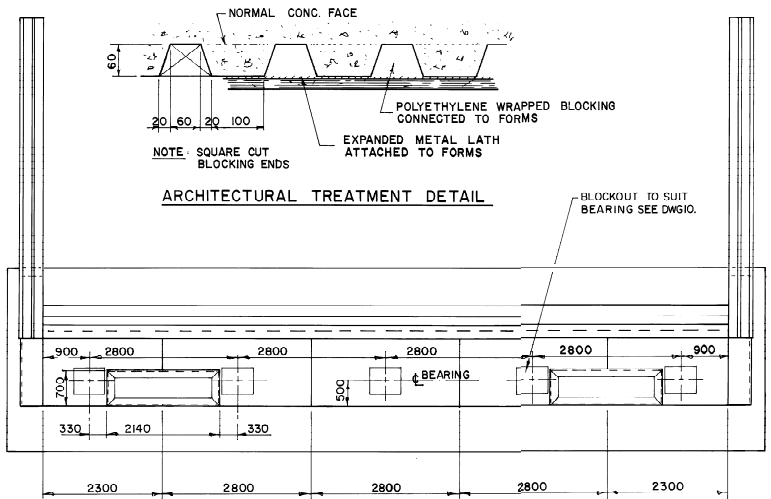 NORMAL CONC. FACE
60
20 60 20 100
POLYETHYLENE WRAPPED BLOCKING
CONNECTED TO FORMS
EXPANDED METAL LATH
ATTACHED TO FORMS
NOTE: SQUARE CUT
BLOCKING ENDS
ARCHITECTURAL TREATMENT DETAIL
BLOCKOUT TO SUIT
BEARING SEE DWG10.
900 2800 2800 2800 2800 900
700
500
℄ BEARING
330 2140 330
2300 2800 2800 2800 2300